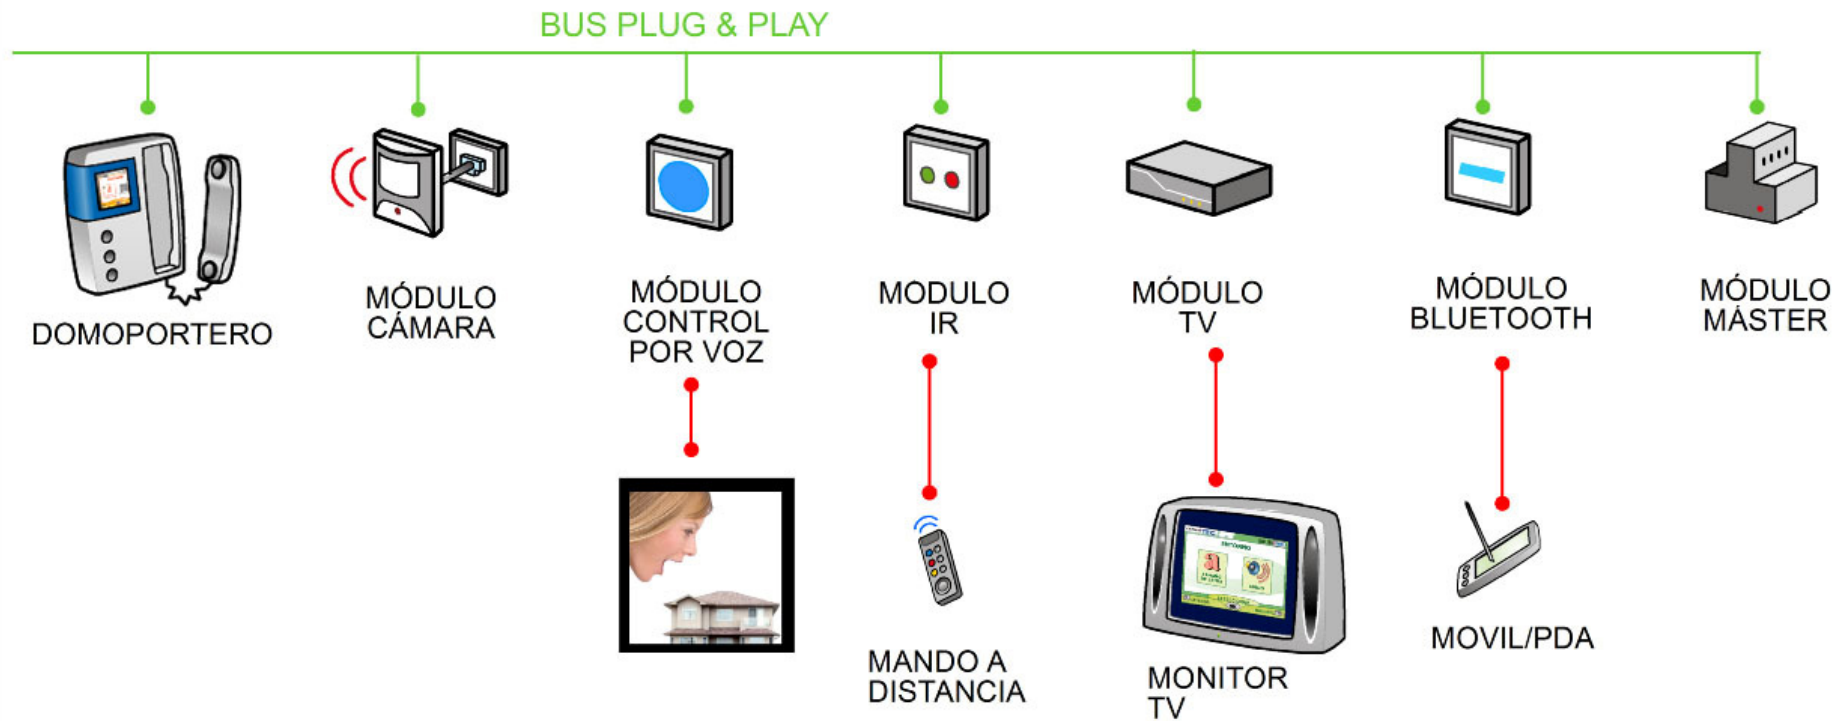 BUS PLUG & PLAY
DOMOPORTERO
MÓDULO
CÁMARA
MÓDULO
CONTROL
POR VOZ
MODULO
IR
MÓDULO
TV
MÓDULO
BLUETOOTH
MÓDULO
MÁSTER
MANDO A
DISTANCIA
MONITOR
TV
MOVIL/PDA